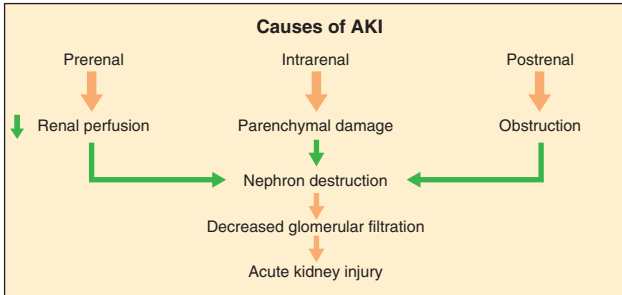 Causes of AKI
Prerenal Intrarenal Postrenal
Renal perfusion Parenchymal damage Obstruction
Nephron destruction
Decreased glomerular filtration
Acute kidney injury